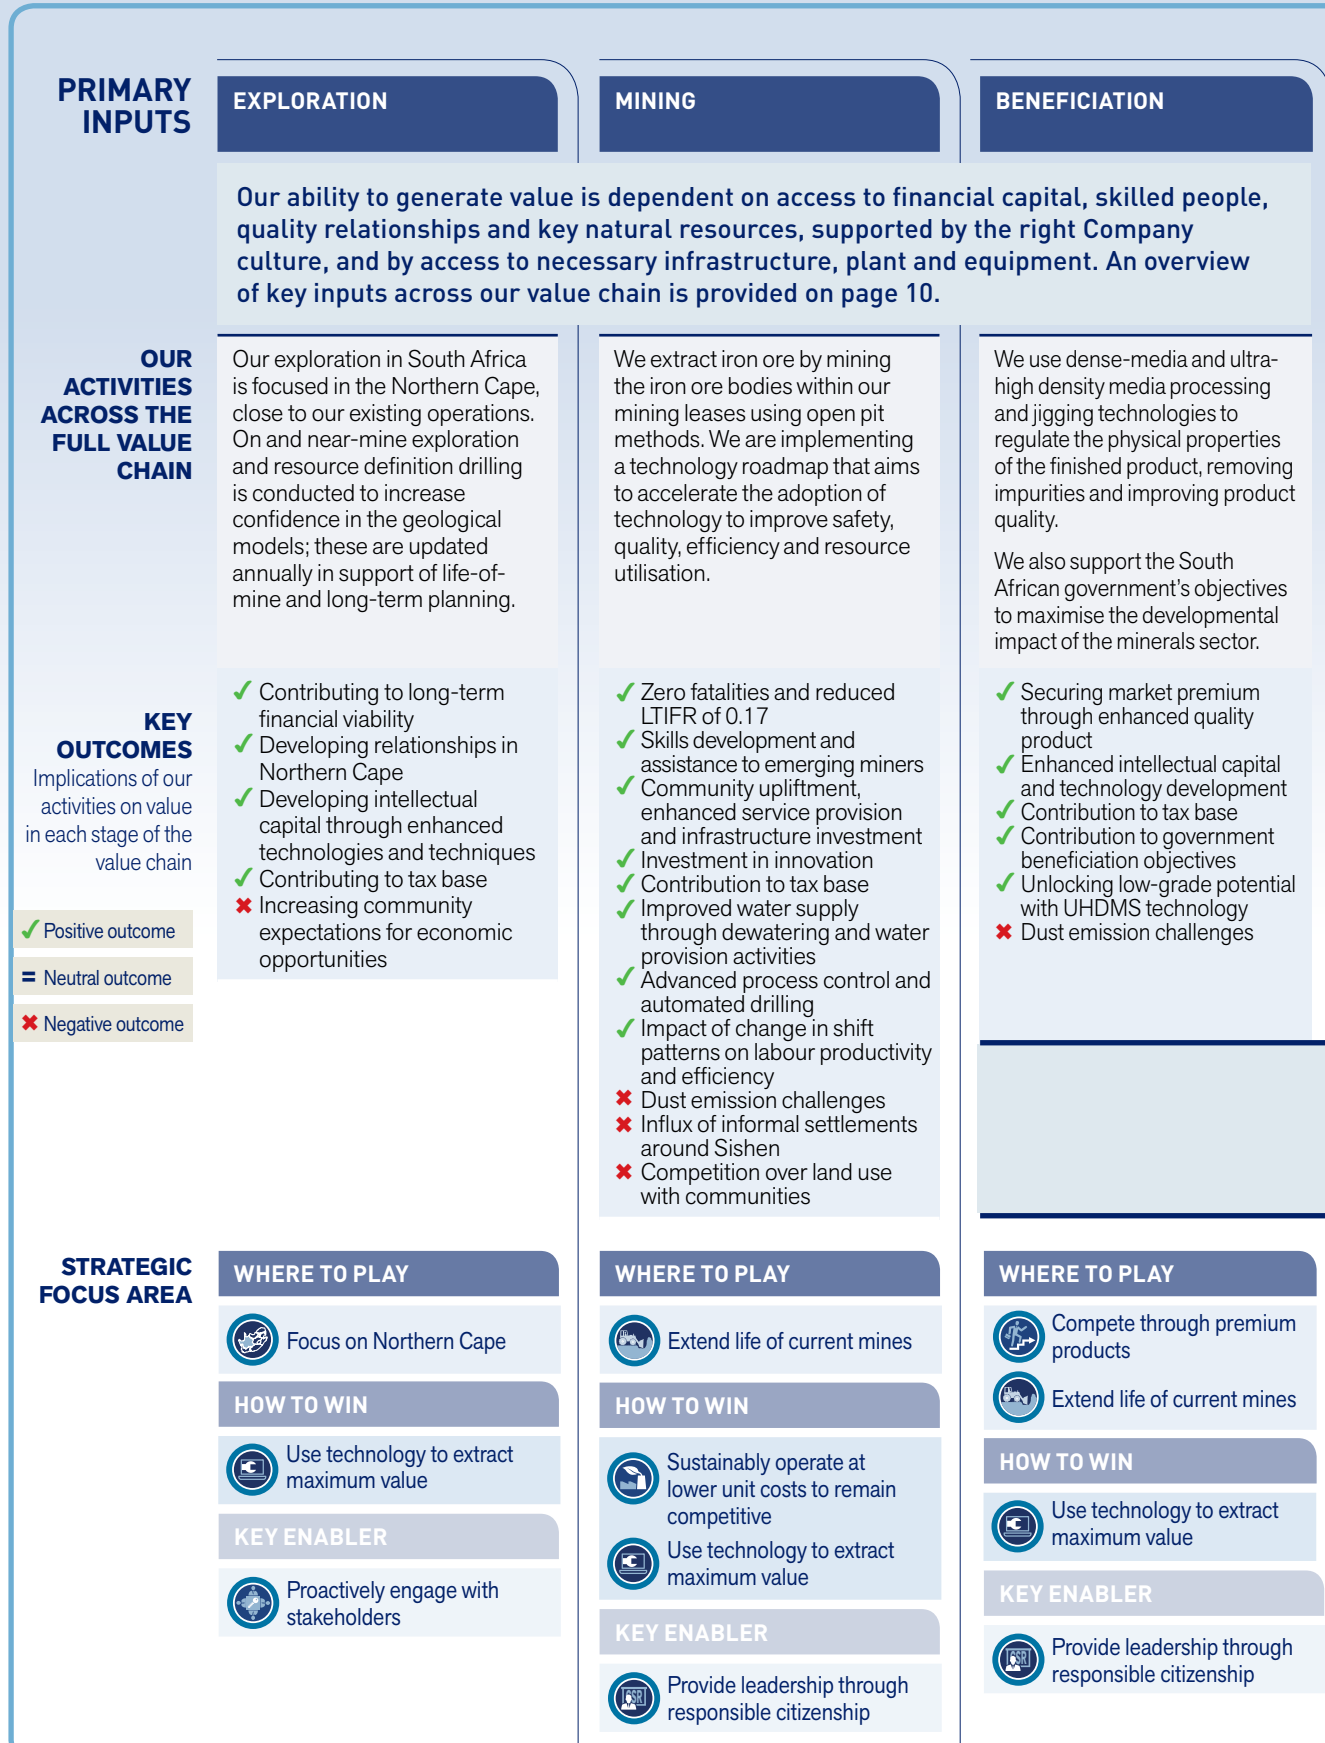 PRIMARY
INPUTS
EXPLORATION
MINING
BENEFICIATION
Our ability to generate value is dependent on access to financial capital, skilled people,
quality relationships and key natural resources, supported by the right Company
culture, and by access to necessary infrastructure, plant and equipment. An overview
of key inputs across our value chain is provided on page 10.
OUR
ACTIVITIES
ACROSS THE
FULL VALUE
CHAIN
Our exploration in South Africa
is focused in the Northern Cape,
close to our existing operations.
On and near-mine exploration
and resource definition drilling
is conducted to increase
confidence in the geological
models; these are updated
annually in support of life-of-
mine and long-term planning.
We extract iron ore by mining
the iron ore bodies within our
mining leases using open pit
methods. We are implementing
a technology roadmap that aims
to accelerate the adoption of
technology to improve safety,
quality, efficiency and resource
utilisation.
We use dense-media and ultra-
high density media processing
and jigging technologies to
regulate the physical properties
of the finished product, removing
impurities and improving product
quality.
We also support the South
African government's objectives
to maximise the developmental
impact of the minerals sector.
KEY
OUTCOMES
Implications of our
activities on value
in each stage of the
value chain
✓ Positive outcome
= Neutral outcome
✖ Negative outcome
✓ Contributing to long-term
financial viability
✓ Developing relationships in
Northern Cape
✓ Developing intellectual
capital through enhanced
technologies and techniques
✓ Contributing to tax base
✖ Increasing community
expectations for economic
opportunities
✓ Zero fatalities and reduced
LTIFR of 0.17
✓ Skills development and
assistance to emerging miners
✓ Community upliftment,
enhanced service provision
and infrastructure investment
✓ Investment in innovation
✓ Contribution to tax base
✓ Improved water supply
through dewatering and water
provision activities
✓ Advanced process control and
automated drilling
✓ Impact of change in shift
patterns on labour productivity
and efficiency
✖ Dust emission challenges
✖ Influx of informal settlements
around Sishen
✖ Competition over land use
with communities
✓ Securing market premium
through enhanced quality
product
✓ Enhanced intellectual capital
and technology development
✓ Contribution to tax base
✓ Contribution to government
beneficiation objectives
✓ Unlocking low-grade potential
with UHDMS technology
✖ Dust emission challenges
STRATEGIC
FOCUS AREA
WHERE TO PLAY
Focus on Northern Cape
HOW TO WIN
Use technology to extract
maximum value
KEY ENABLER
Proactively engage with
stakeholders
WHERE TO PLAY
Extend life of current mines
HOW TO WIN
Sustainably operate at
lower unit costs to remain
competitive
Use technology to extract
maximum value
KEY ENABLER
CSR
Provide leadership through
responsible citizenship
WHERE TO PLAY
Compete through premium
products
Extend life of current mines
HOW TO WIN
Use technology to extract
maximum value
KEY ENABLER
CSR
Provide leadership through
responsible citizenship